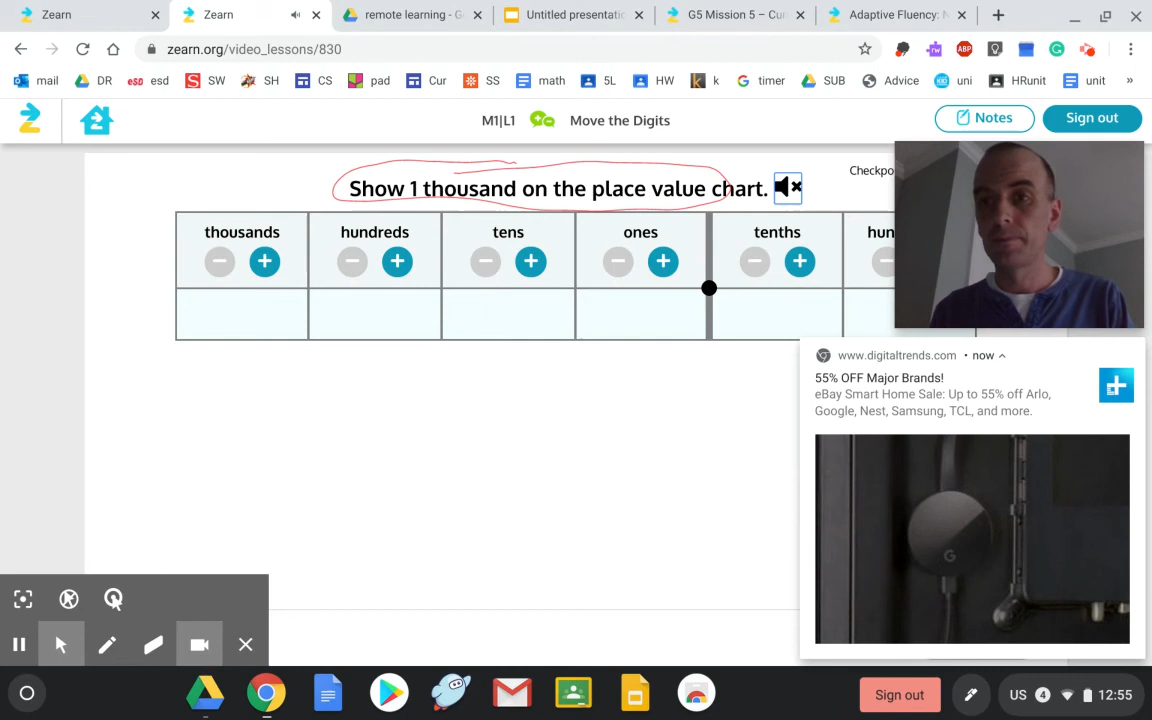 Zearn
Zearn
remote learning - G
Untitled presentatio
G5 Mission 5 – Cu
Adaptive Fluency: N
zearn.org/video_lessons/830
ABP
G
mail
DR
esd esd
S SW
SH
CS
pad
Cur
SS
math
5L
HW
k k
G timer
SUB
Advice
uni
HRunit
unit
»
M1|L1 Move the Digits
Notes
Sign out
Show 1 thousand on the place value chart.
Checkpo
thousands hundreds tens ones tenths hun
www.digitaltrends.com • now
55% OFF Major Brands!
eBay Smart Home Sale: Up to 55% off Arlo,
Google, Nest, Samsung, TCL, and more.
G
Sign out
US 4 12:55